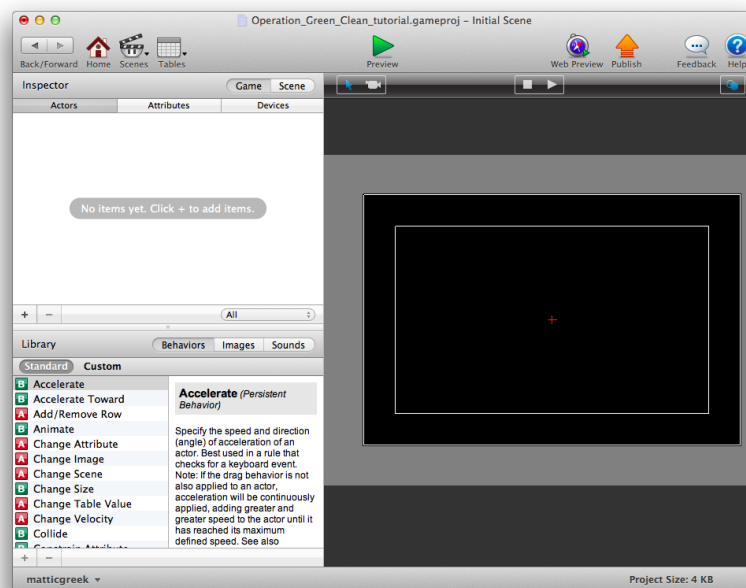 Operation_Green_Clean_tutorial.gameproj – Initial Scene
Back/Forward Home Scenes Tables Preview Web Preview Publish Feedback Help
Inspector Game Scene
Actors Attributes Devices
No items yet. Click + to add items.
+ − All
Library Behaviors Images Sounds
Standard Custom
B Accelerate
B Accelerate Toward
A Add/Remove Row
B Animate
A Change Attribute
A Change Image
A Change Scene
B Change Size
A Change Table Value
A Change Velocity
B Collide
B Constrain Attribute
Accelerate (Persistent
Behavior)
Specify the speed and direction
(angle) of acceleration of an
actor. Best used in a rule that
checks for a keyboard event.
Note: If the drag behavior is not
also applied to an actor,
acceleration will be continuously
applied, adding greater and
greater speed to the actor until it
has reached its maximum
defined speed. See also
+ −
matticgreek Project Size: 4 KB